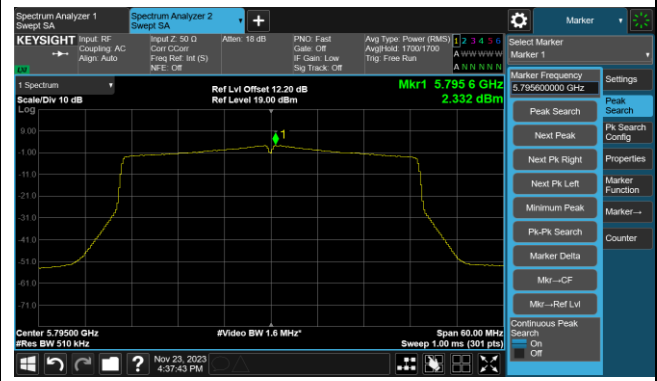 Spectrum Analyzer 1
Swept SA
Spectrum Analyzer 2
Swept SA
+
Marker
KEYSIGHT
Input: RF
Coupling: AC
Align: Auto
Input Z: 50 Ω
Corr CCorr
Freq Ref: Int (S)
NFE: Off
Atten: 18 dB
PNO: Fast
Gate: Off
IF Gain: Low
Sig Track: Off
Avg Type: Power (RMS)
Avg|Hold: 1700/1700
Trig: Free Run
1 2 3 4 5 6
A W W W W W
A N N N N N
LXI
Select Marker
Marker 1
1 Spectrum
Ref Lvl Offset 12.20 dB
Mkr1 5.795 6 GHz
Scale/Div 10 dB
Ref Level 19.00 dBm
2.332 dBm
Log
9.00
-1.00
-11.0
-21.0
-31.0
-41.0
-51.0
-61.0
-71.0
1
Center 5.79500 GHz
#Video BW 1.6 MHz*
Span 60.00 MHz
#Res BW 510 kHz
Sweep 1.00 ms (301 pts)
Marker Frequency
5.795600000 GHz
Peak Search
Next Peak
Next Pk Right
Next Pk Left
Minimum Peak
Pk-Pk Search
Marker Delta
Mkr→CF
Mkr→Ref Lvl
Continuous Peak
Search
On
Off
Settings
Peak
Search
Pk Search
Config
Properties
Marker
Function
Marker→
Counter
?
Nov 23, 2023
4:37:43 PM